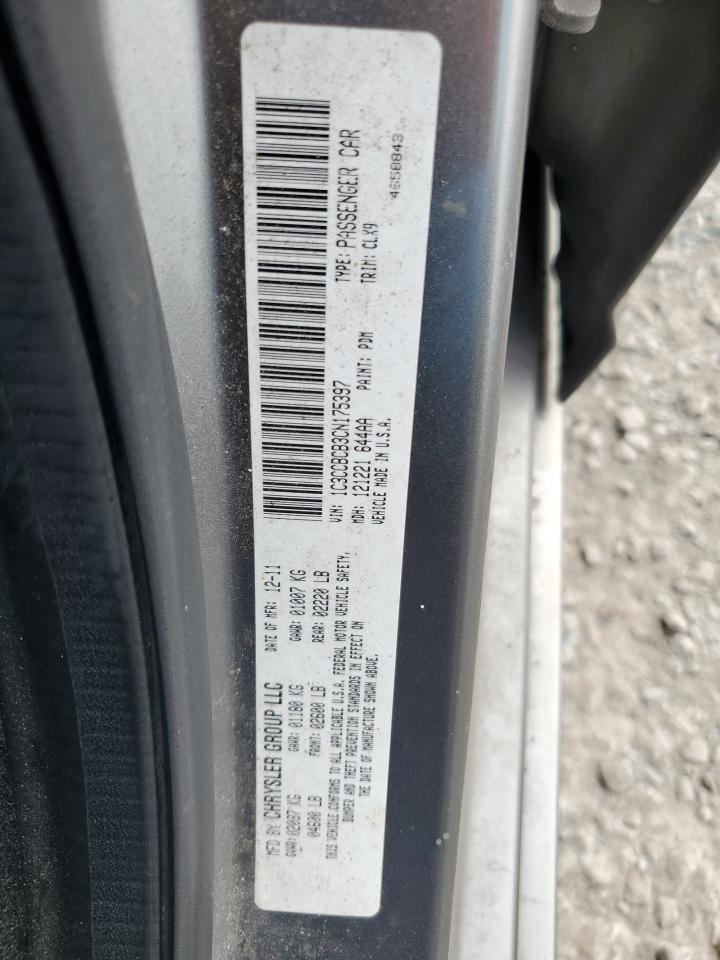 MFD BY: CHRYSLER GROUP LLC
DATE OF MFR: 12-11
GVWR: 02087 KG
GAWR: 01180 KG
GAWR: 01007 KG
04600 LB
FRONT: 02600 LB
REAR: 02220 LB
THIS VEHICLE CONFORMS TO ALL APPLICABLE U.S.A. FEDERAL MOTOR VEHICLE SAFETY,
BUMPER AND THEFT PREVENTION STANDARDS IN EFFECT ON
THE DATE OF MANUFACTURE SHOWN ABOVE.
VIN: 1C3CCBCB3CN175397
TYPE: PASSENGER CAR
MDH: 121221 644AA
PAINT: PDM
TRIM: CLX9
VEHICLE MADE IN U.S.A.
4658843